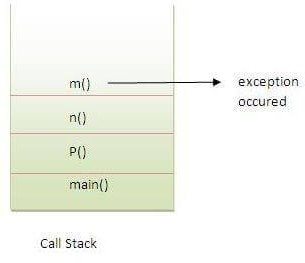 m()
exception
occured
n()
P()
main()
Call Stack